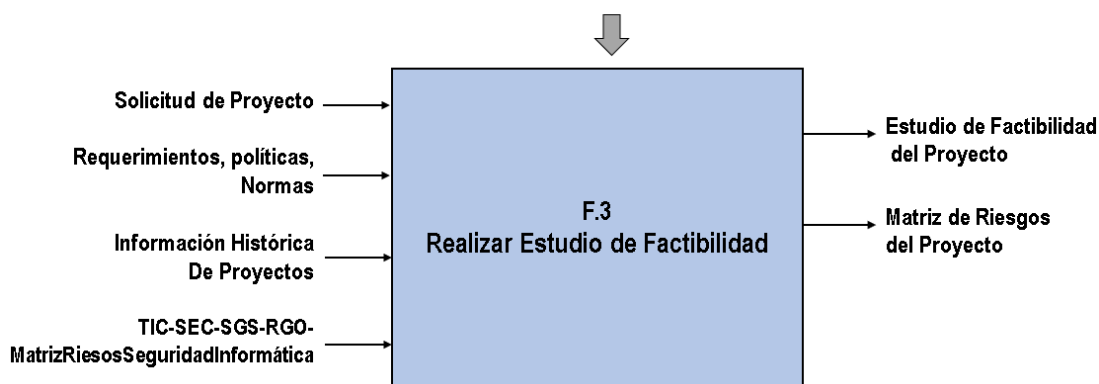 Solicitud de Proyecto
Requerimientos, políticas,
Normas
Información Histórica
De Proyectos
TIC-SEC-SGS-RGO-
MatrizRiesosSeguridadInformática
F.3
Realizar Estudio de Factibilidad
Estudio de Factibilidad
del Proyecto
Matriz de Riesgos
del Proyecto